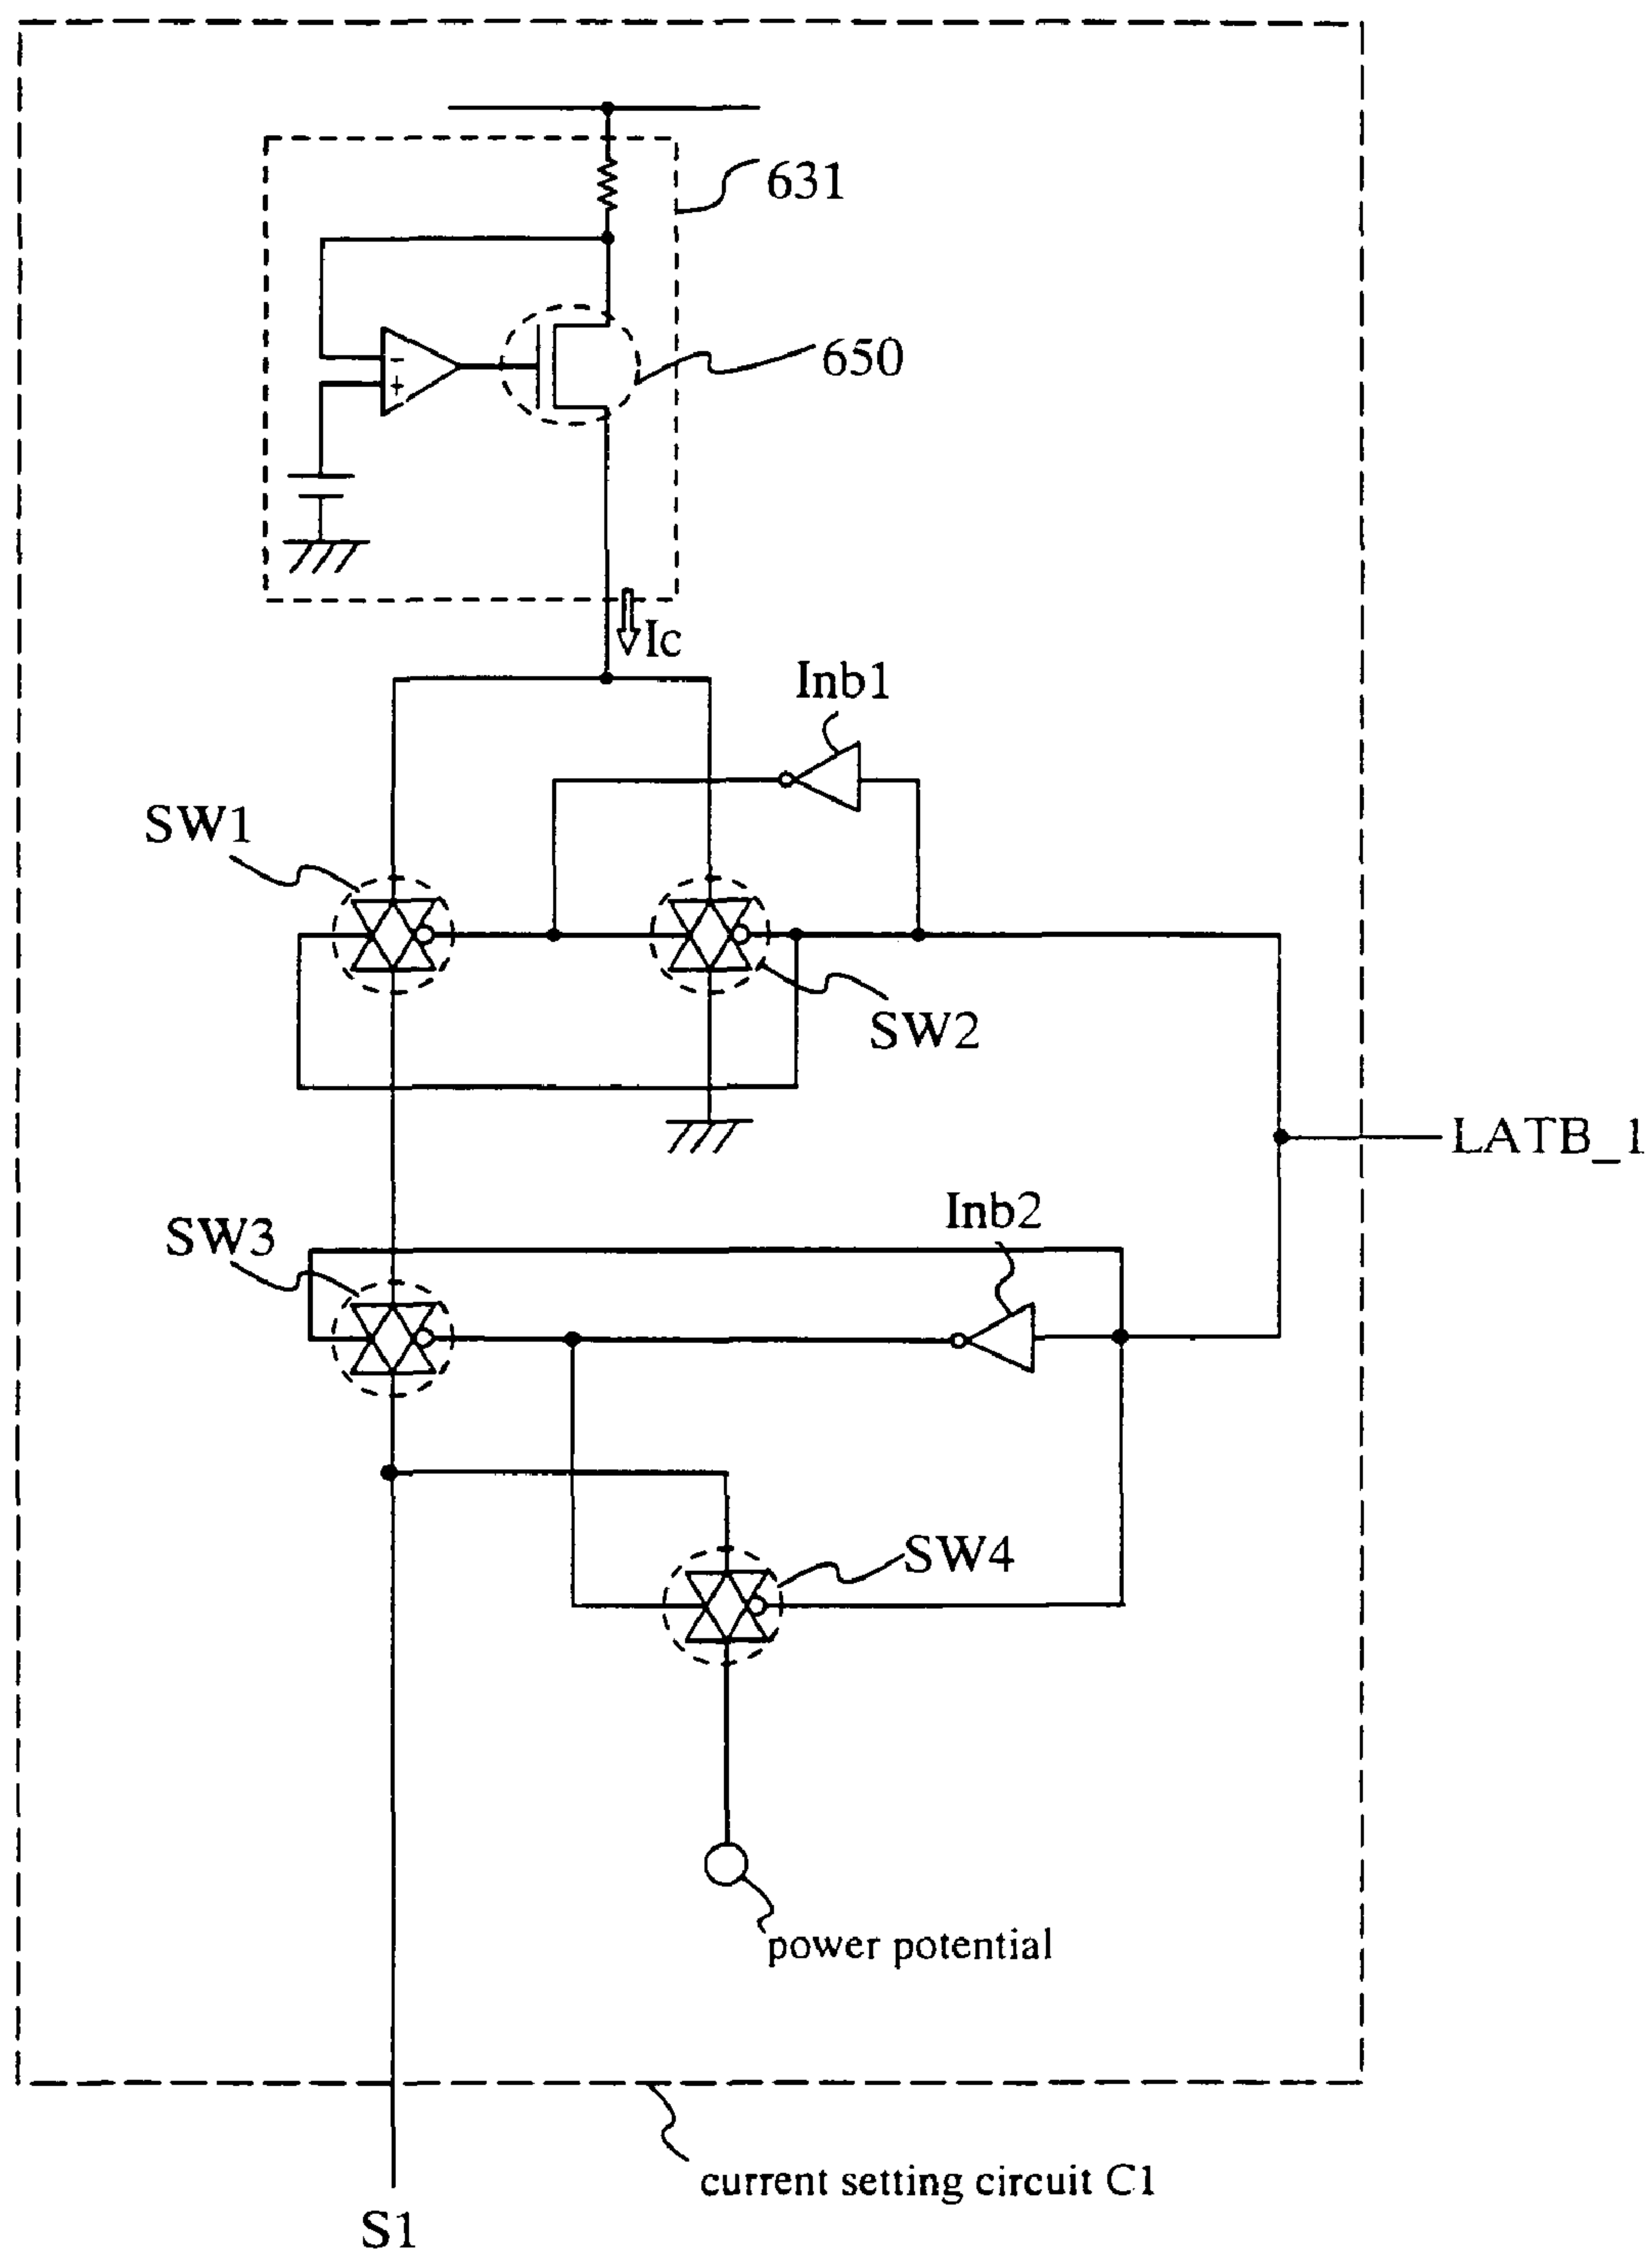 631
650
-
+
Ic
Inb1
SW1
SW2
LATB_1
Inb2
SW3
SW4
power potential
current setting circuit C1
S1